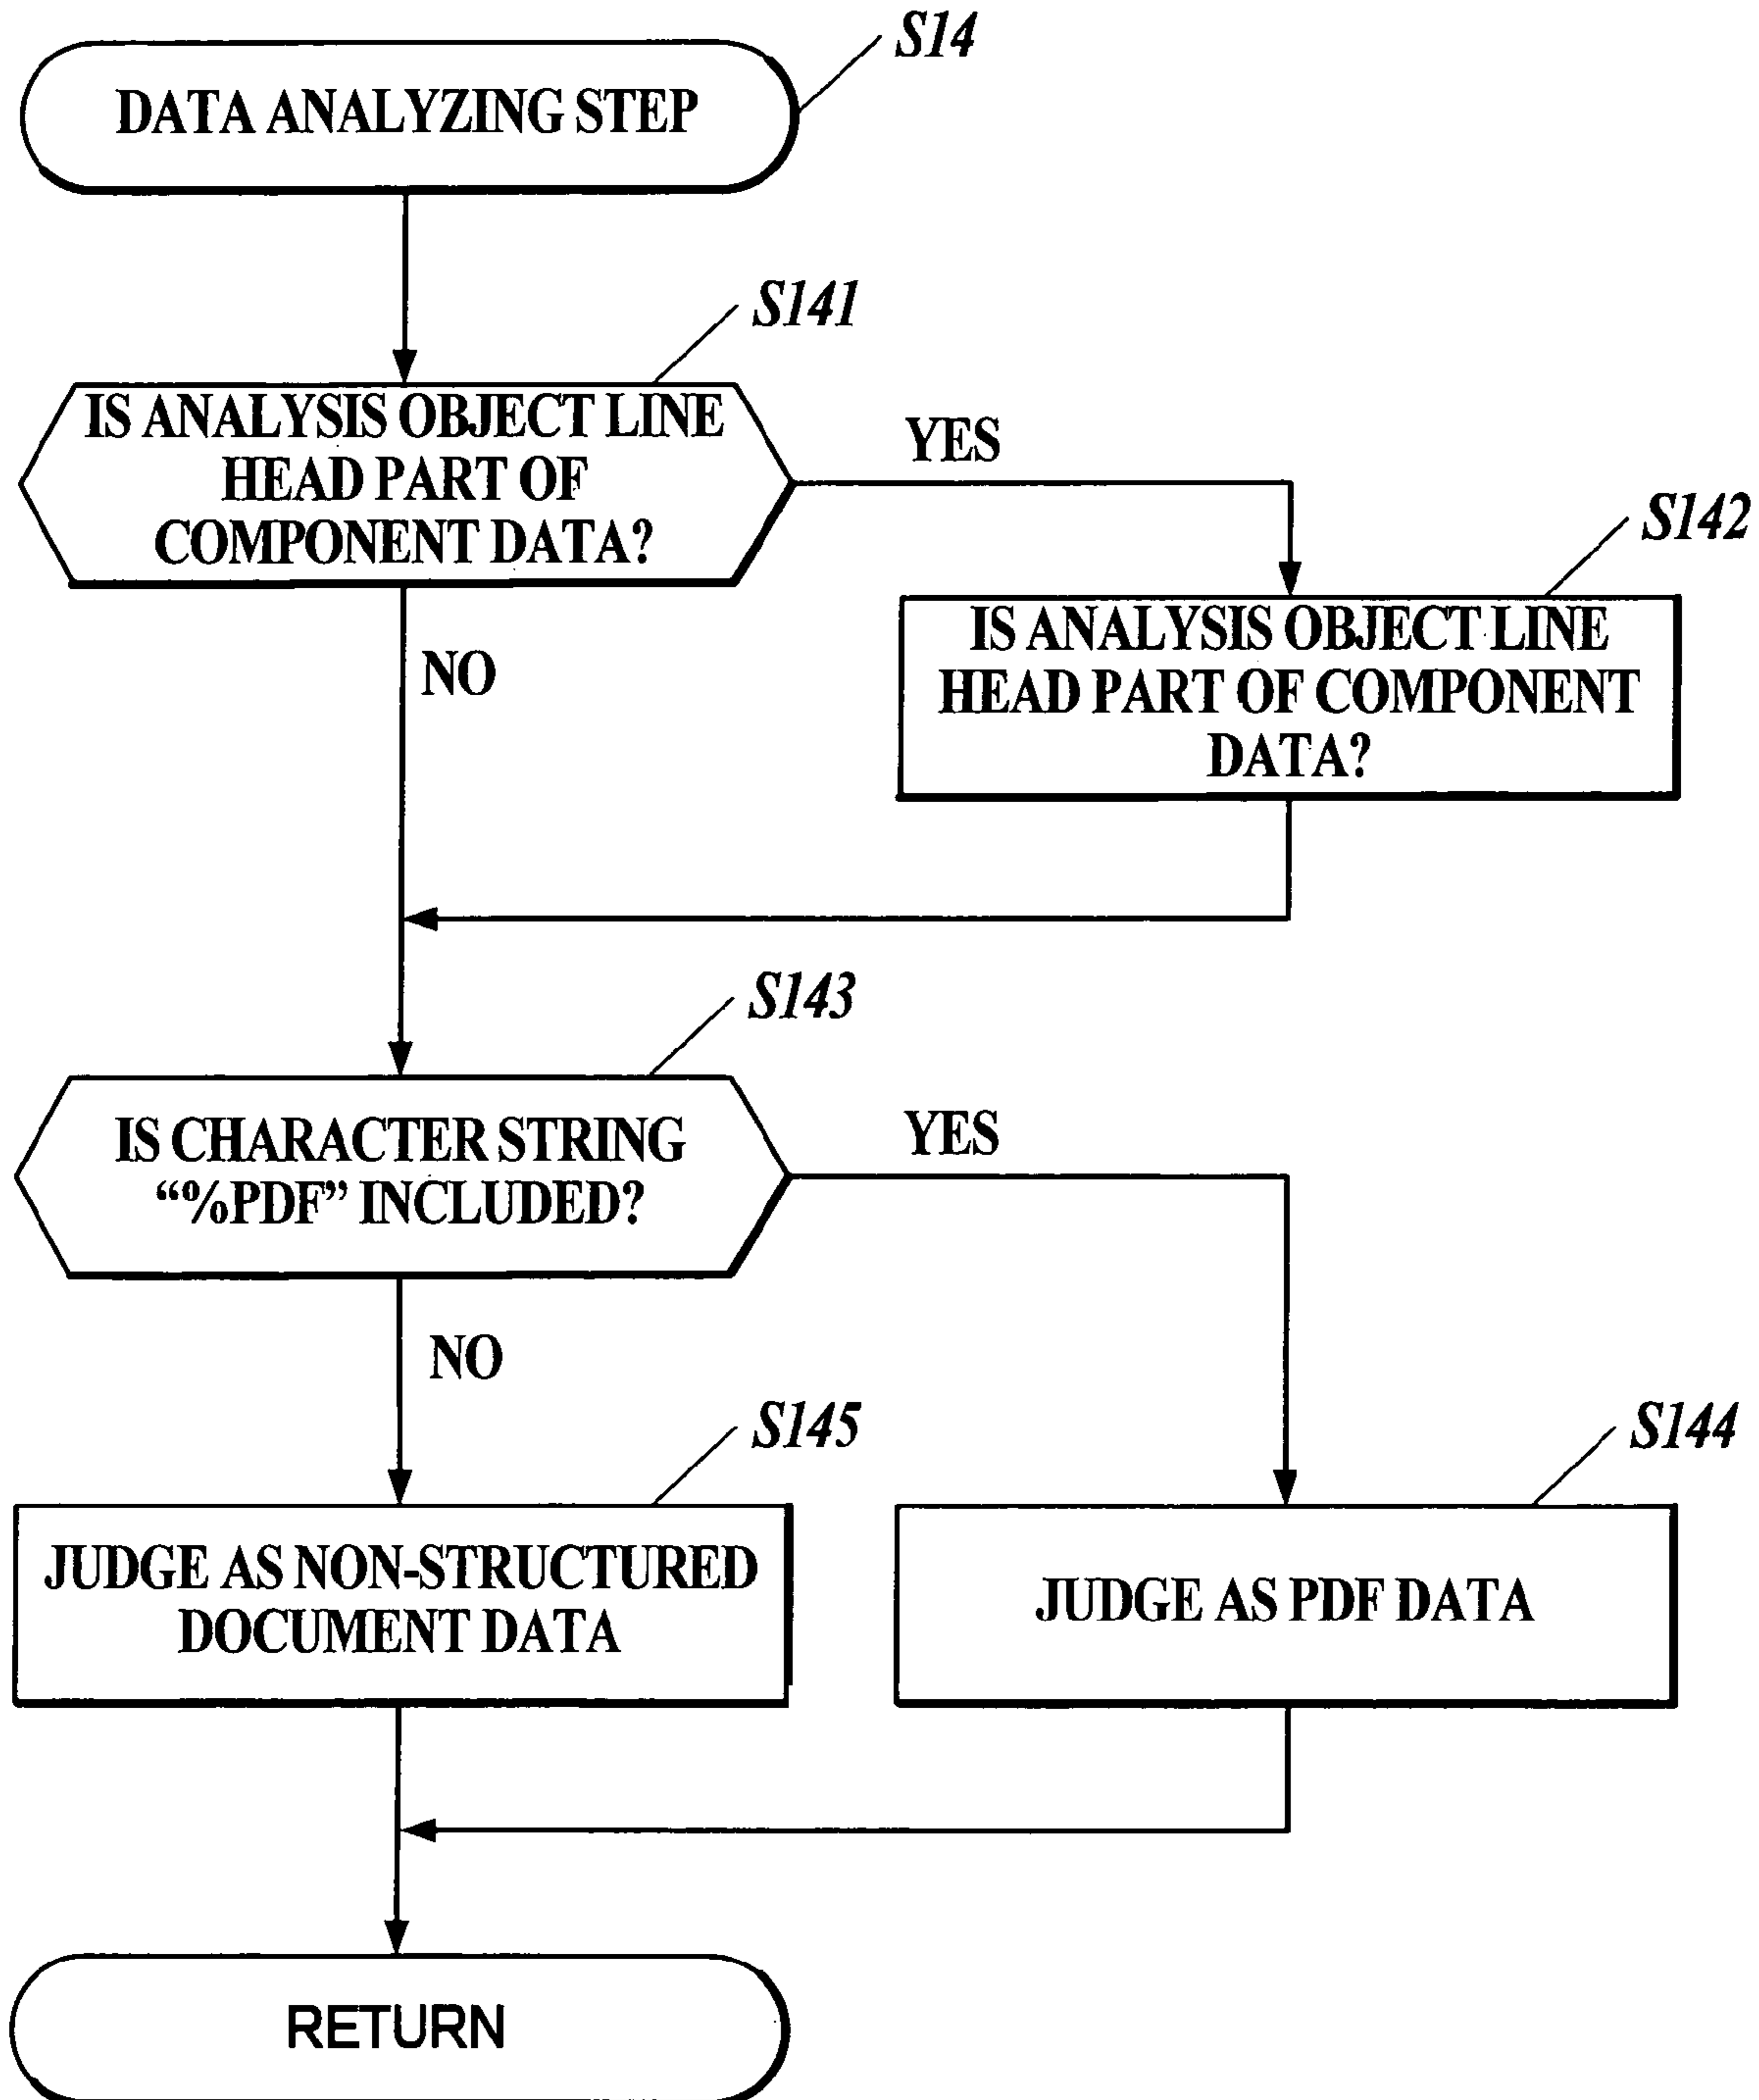 S14
DATA ANALYZING STEP
S141
IS ANALYSIS OBJECT LINE
HEAD PART OF
COMPONENT DATA?
YES
NO
S142
IS ANALYSIS OBJECT LINE
HEAD PART OF COMPONENT
DATA?
S143
IS CHARACTER STRING
“%PDF” INCLUDED?
YES
NO
S145
JUDGE AS NON-STRUCTURED
DOCUMENT DATA
S144
JUDGE AS PDF DATA
RETURN